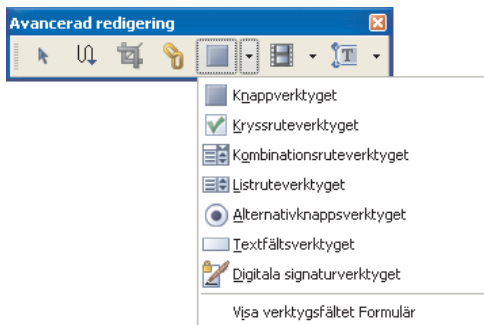 Avancerad redigering
Knappverktyget
Kryssruteverktyget
Kombinationsruteverktyget
Listruteverktyget
Alternativknappsverktyget
Textfältsverktyget
Digitala signaturverktyget
Visa verktygsfältet Formulär